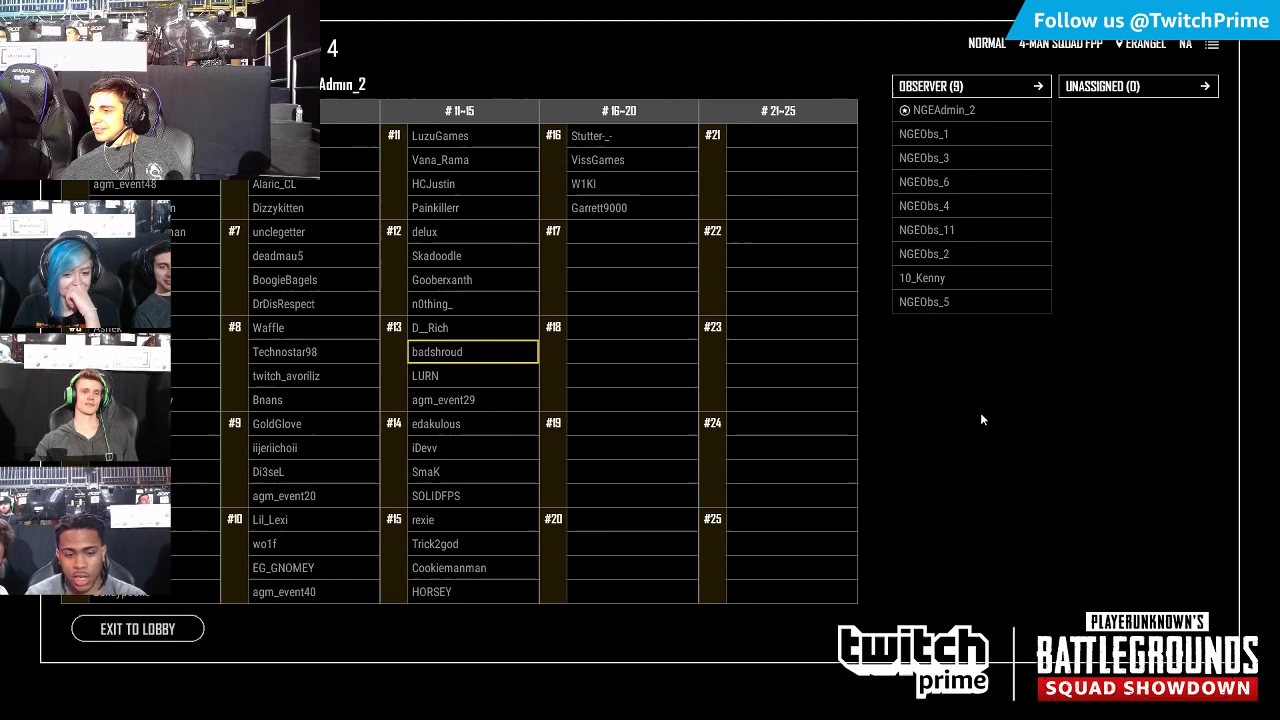 Follow us @TwitchPrime
4
NORMAL 4-MAN SQUAD FPP ERANGEL NA
Admin_2
OBSERVER (9)
UNASSIGNED (0)
# 11~15
# 16~20
# 21~25
agm_event48
Alaric_CL
Dizzykitten
#7 unclegetter
deadmau5
BoogieBagels
DrDisRespect
#8 Waffle
Technostar98
twitch_avoriliz
Bnans
#9 GoldGlove
iijeriichoii
Di3seL
agm_event20
#10 Lil_Lexi
wo1f
EG_GNOMEY
agm_event40
#11 LuzuGames
Vana_Rama
HCJustin
Painkillerr
#12 delux
Skadoodle
Gooberxanth
n0thing_
#13 D__Rich
badshroud
LURN
agm_event29
#14 edakulous
iDevv
SmaK
SOLIDFPS
#15 rexie
Trick2god
Cookiemanman
HORSEY
#16 Stutter-_-
VissGames
W1KI
Garrett9000
#17
#18
#19
#20
#21
#22
#23
#24
#25
NGEAdmin_2
NGEObs_1
NGEObs_3
NGEObs_6
NGEObs_4
NGEObs_11
NGEObs_2
10_Kenny
NGEObs_5
EXIT TO LOBBY
twitch
prime
PLAYERUNKNOWN'S
BATTLEGROUNDS
SQUAD SHOWDOWN